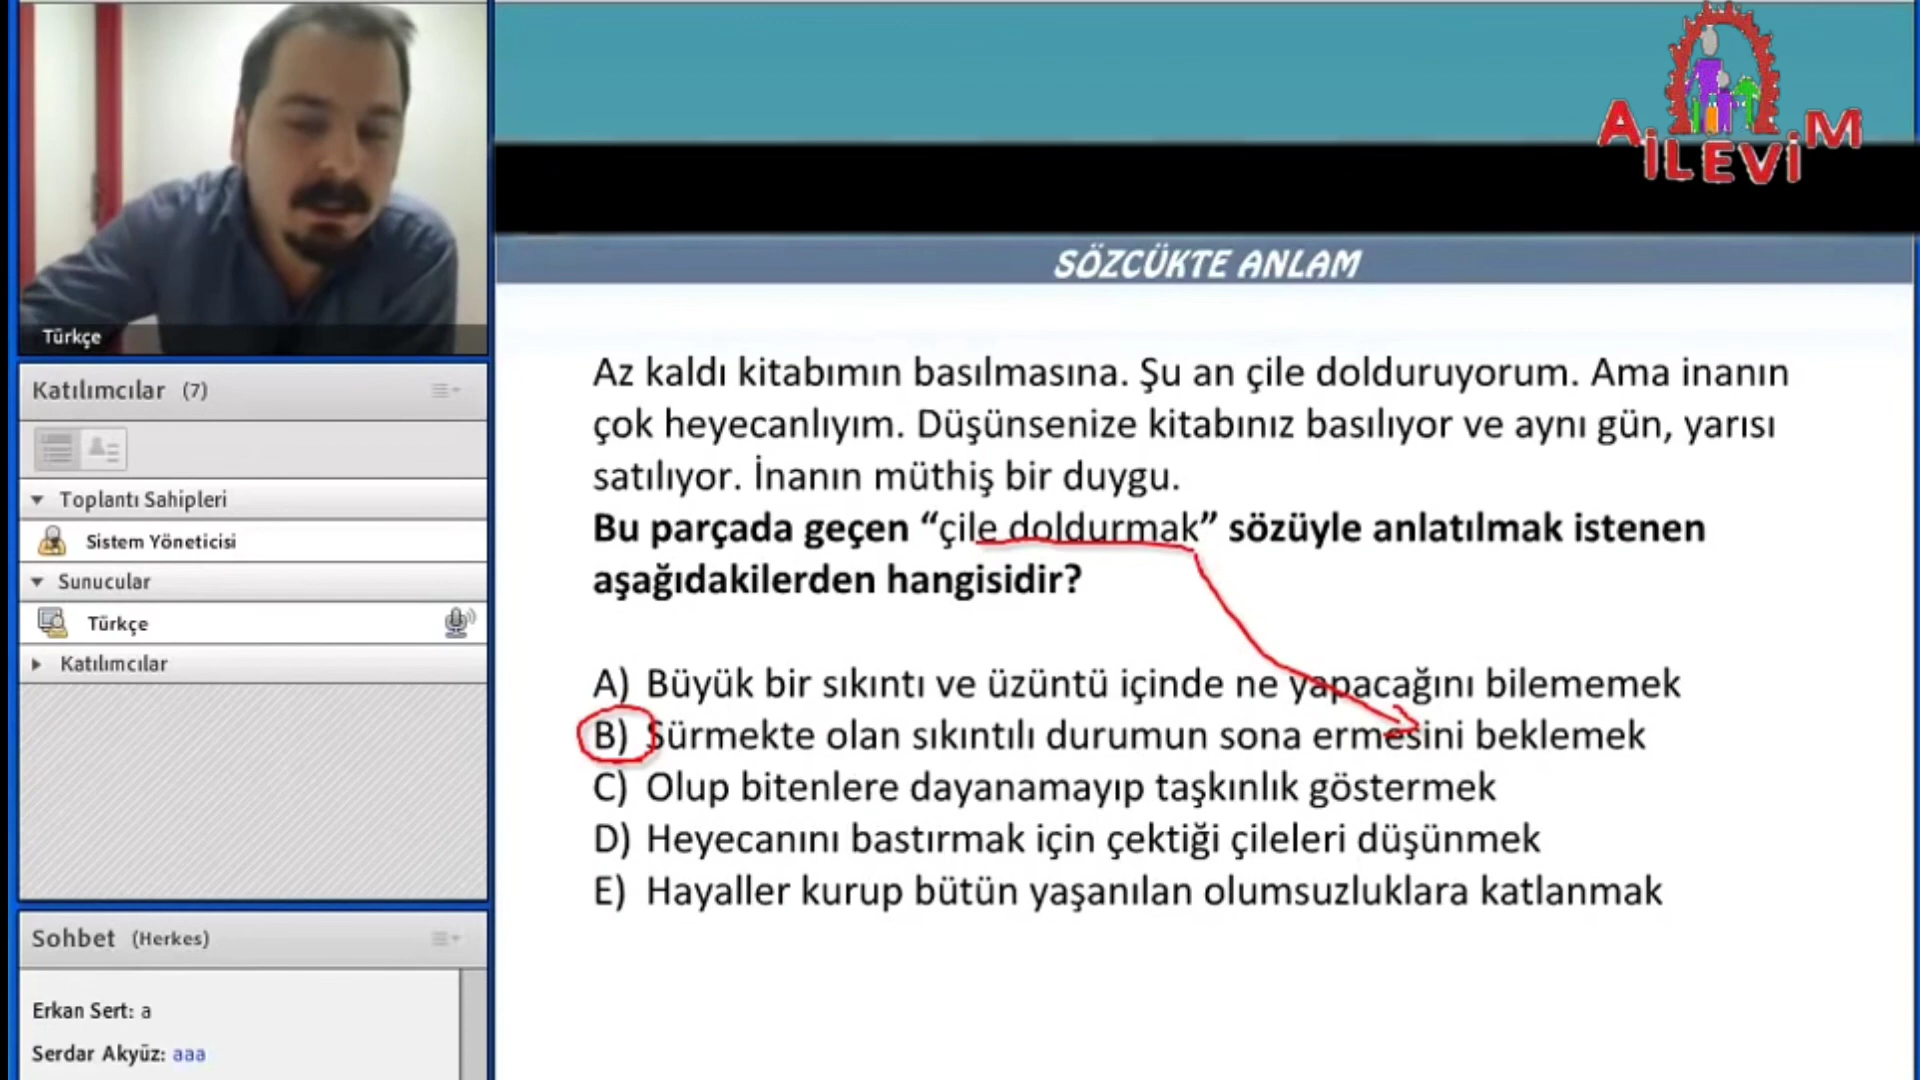 AİLEVİM
SÖZCÜKTE ANLAM
Türkçe
Katılımcılar (7)
Toplantı Sahipleri
Sistem Yöneticisi
Sunucular
Türkçe
Katılımcılar
Sohbet (Herkes)
Erkan Sert: a
Serdar Akyüz: aaa
Az kaldı kitabımın basılmasına. Şu an çile dolduruyorum. Ama inanın
çok heyecanlıyım. Düşünsenize kitabınız basılıyor ve aynı gün, yarısı
satılıyor. İnanın müthiş bir duygu.
Bu parçada geçen “çile doldurmak” sözüyle anlatılmak istenen
aşağıdakilerden hangisidir?
A) Büyük bir sıkıntı ve üzüntü içinde ne yapacağını bilememek
B) Sürmekte olan sıkıntılı durumun sona ermesini beklemek
C) Olup bitenlere dayanamayıp taşkınlık göstermek
D) Heyecanını bastırmak için çektiği çileleri düşünmek
E) Hayaller kurup bütün yaşanılan olumsuzluklara katlanmak